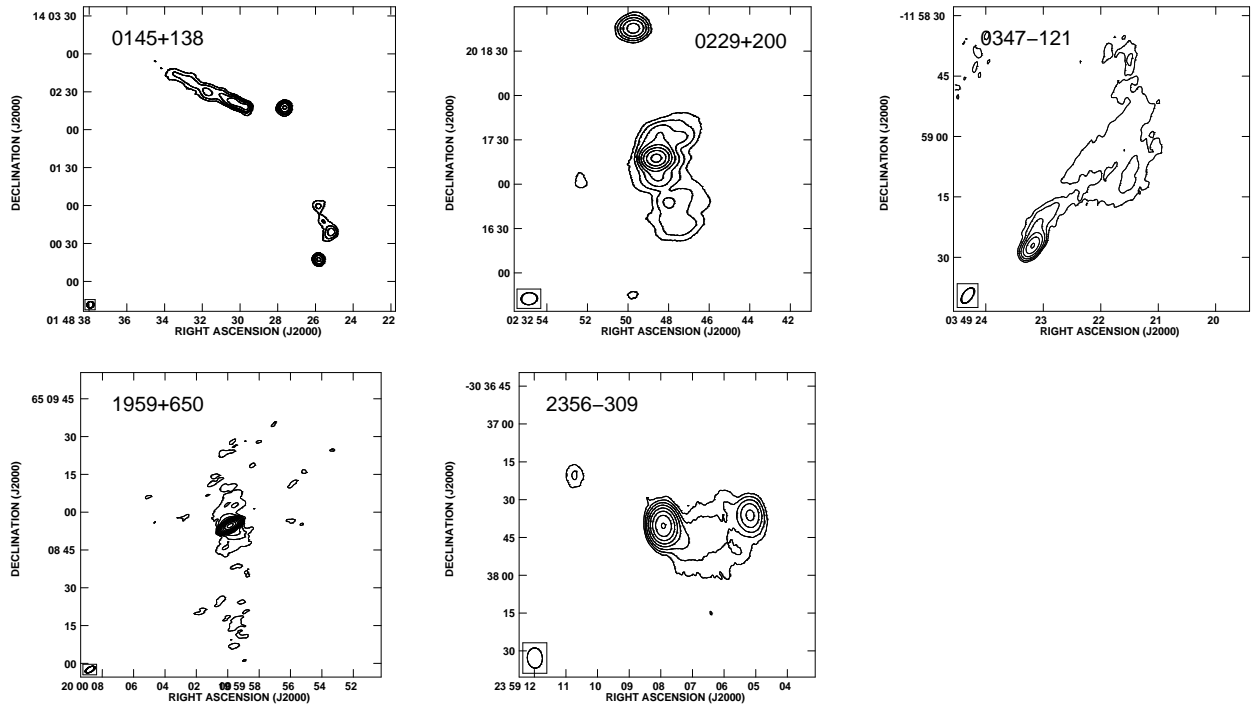 0145+138
DECLINATION (J2000)
14 03 30
00
02 30
00
01 30
00
00 30
00
01 48 38 36 34 32 30 28 26 24 22
RIGHT ASCENSION (J2000)
0229+200
DECLINATION (J2000)
20 18 30
00
17 30
00
16 30
00
02 32 54 52 50 48 46 44 42
RIGHT ASCENSION (J2000)
0347−121
DECLINATION (J2000)
-11 58 30
45
59 00
15
30
03 49 24 23 22 21 20
RIGHT ASCENSION (J2000)
1959+650
DECLINATION (J2000)
65 09 45
30
15
00
08 45
30
15
00
20 00 08 06 04 02 19 59 58 56 54 52
RIGHT ASCENSION (J2000)
2356−309
DECLINATION (J2000)
-30 36 45
37 00
15
30
45
38 00
15
30
23 59 12 11 10 09 08 07 06 05 04
RIGHT ASCENSION (J2000)